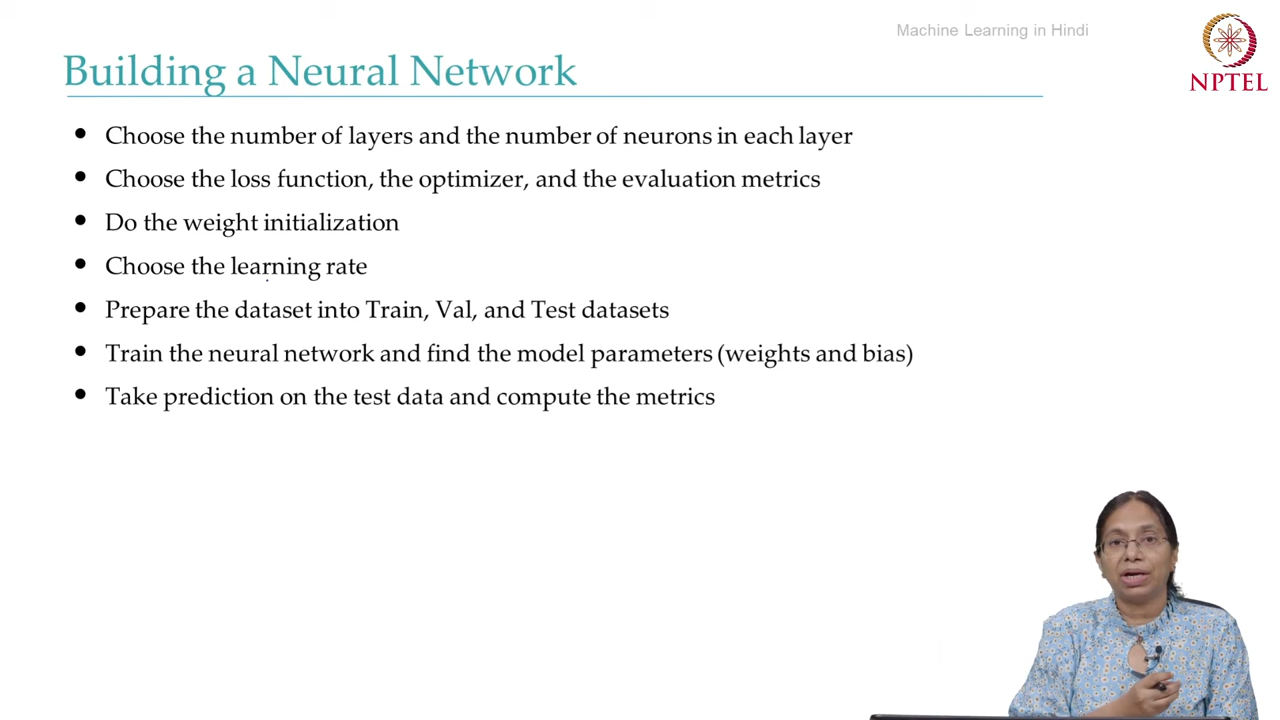 Machine Learning in Hindi
NPTEL
Building a Neural Network
• Choose the number of layers and the number of neurons in each layer
• Choose the loss function, the optimizer, and the evaluation metrics
• Do the weight initialization
• Choose the learning rate
• Prepare the dataset into Train, Val, and Test datasets
• Train the neural network and find the model parameters (weights and bias)
• Take prediction on the test data and compute the metrics